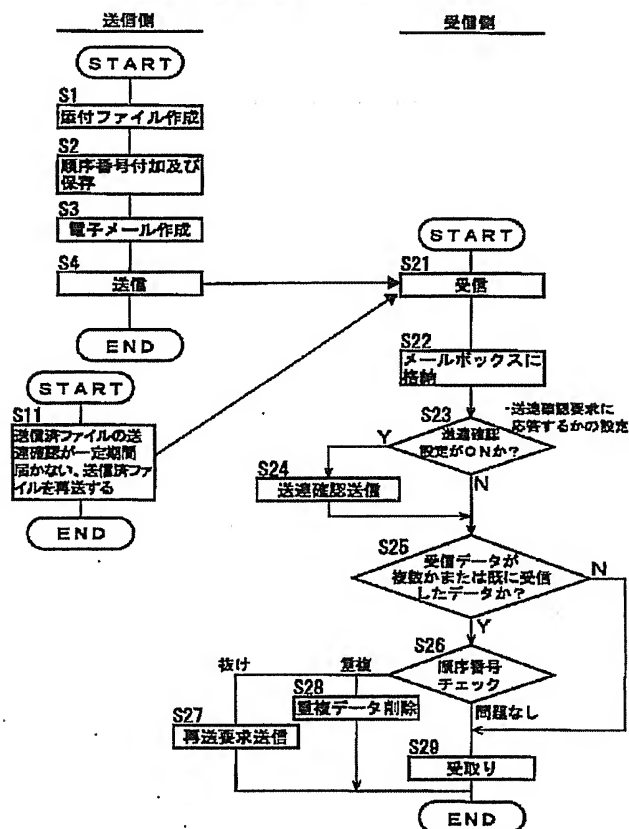 送信側
START
S1
添付ファイル作成
S2
順序番号付加及び
保存
S3
電子メール作成
S4
送信
END
START
S11
送信済ファイルの送
達確認が一定期間
届かない、送信済ファ
イルを再送する
END
受信側
START
S21
受信
S22
メールボックスに
格納
S23
送達確認
設定がONか?
-送達確認要求に
応答するかの設定
Y
N
S24
送達確認送信
S25
受信データが
複数かまたは既に受信
したデータか?
N
Y
S26
順序番号
チェック
抜け
重複
問題なし
S27
再送要求送信
S28
重複データ削除
S29
受取り
END